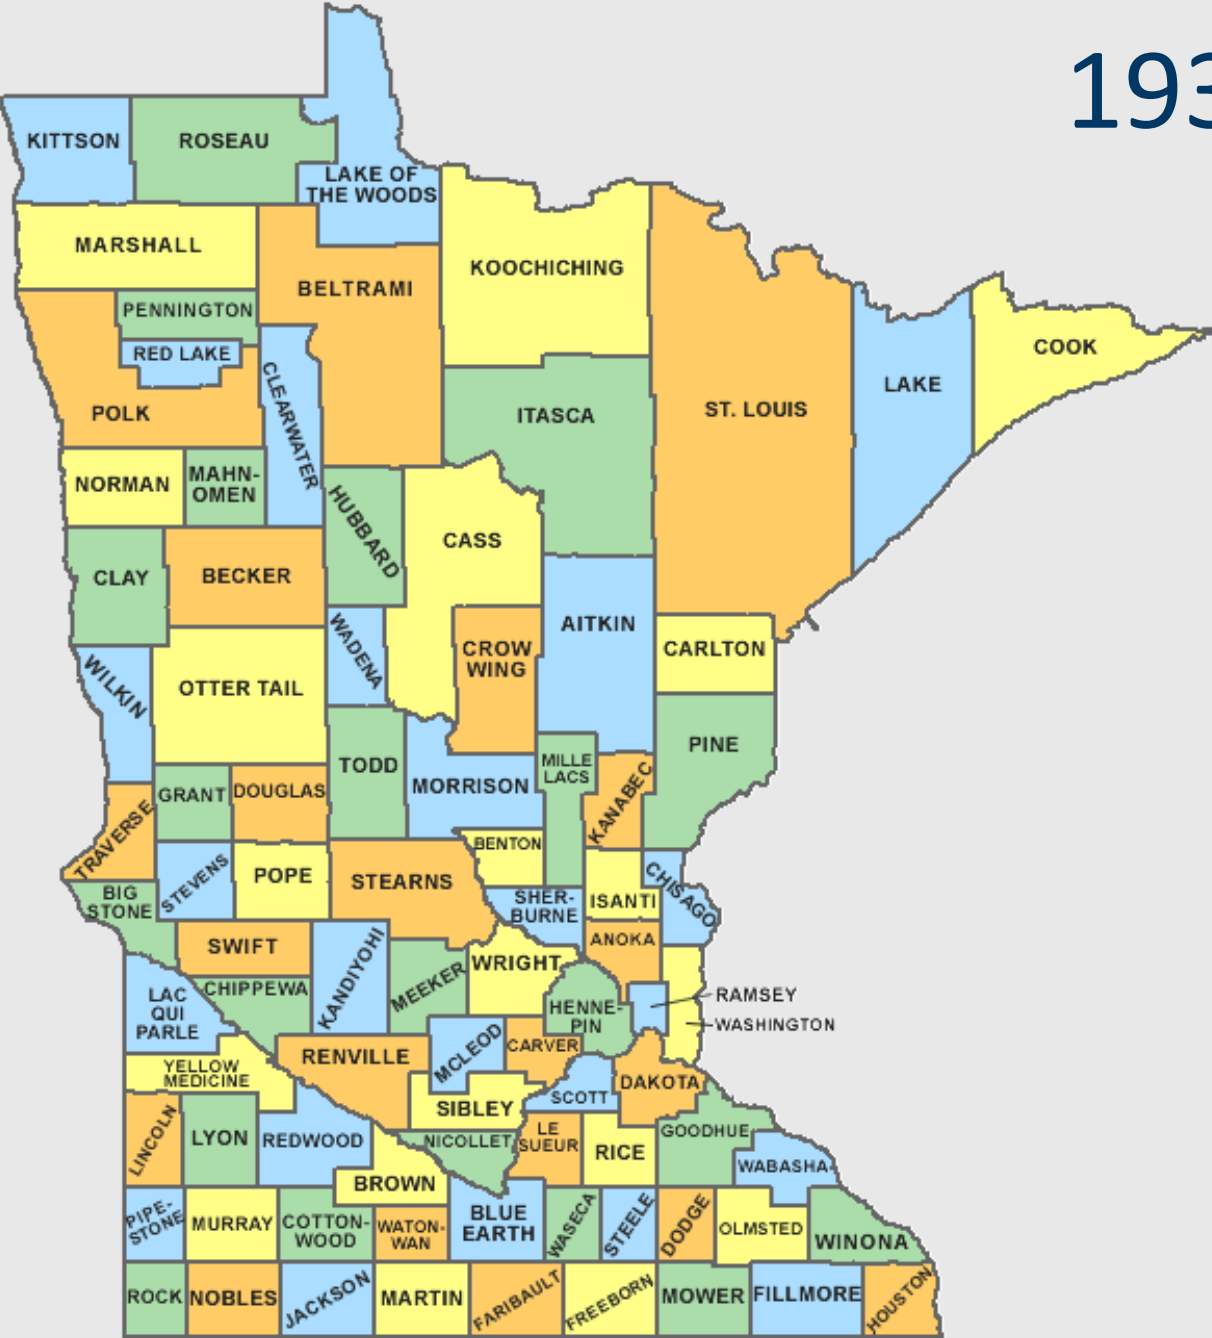 193
KITTSON
ROSEAU
LAKE OF
THE WOODS
MARSHALL
BELTRAMI
KOOCHICHING
PENNINGTON
RED LAKE
CLEARWATER
POLK
ITASCA
ST. LOUIS
LAKE
COOK
NORMAN
MAHN-
OMEN
HUBBARD
CASS
CLAY
BECKER
WADENA
CROW
WING
AITKIN
CARLTON
WILKIN
OTTER TAIL
TODD
MORRISON
MILLE
LACS
KANABEC
PINE
GRANT
DOUGLAS
TRAVERSE
STEVENS
POPE
STEARNS
BENTON
BIG
STONE
SHER-
BURNE
ISANTI
CHISAGO
SWIFT
KANDIYOHI
MEEKER
WRIGHT
ANOKA
CHIPPEWA
LAC
QUI
PARLE
HENNE-
PIN
RAMSEY
WASHINGTON
RENVILLE
MCLEOD
CARVER
YELLOW
MEDICINE
SIBLEY
SCOTT
DAKOTA
LINCOLN
LYON
REDWOOD
NICOLLET
LE
SUEUR
RICE
GOODHUE
WABASHA
BROWN
PIPE-
STONE
MURRAY
COTTON-
WOOD
WATON-
WAN
BLUE
EARTH
WASECA
STEELE
DODGE
OLMSTED
WINONA
ROCK
NOBLES
JACKSON
MARTIN
FARIBAULT
FREEBORN
MOWER
FILLMORE
HOUSTON